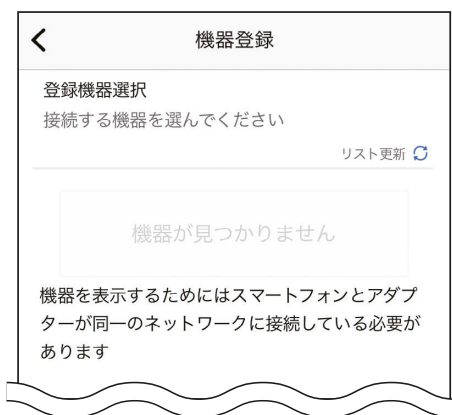 機器登録
登録機器選択
接続する機器を選んでください
リスト更新
機器が見つかりません
機器を表示するためにはスマートフォンとアダプ
ターが同一のネットワークに接続している必要が
あります